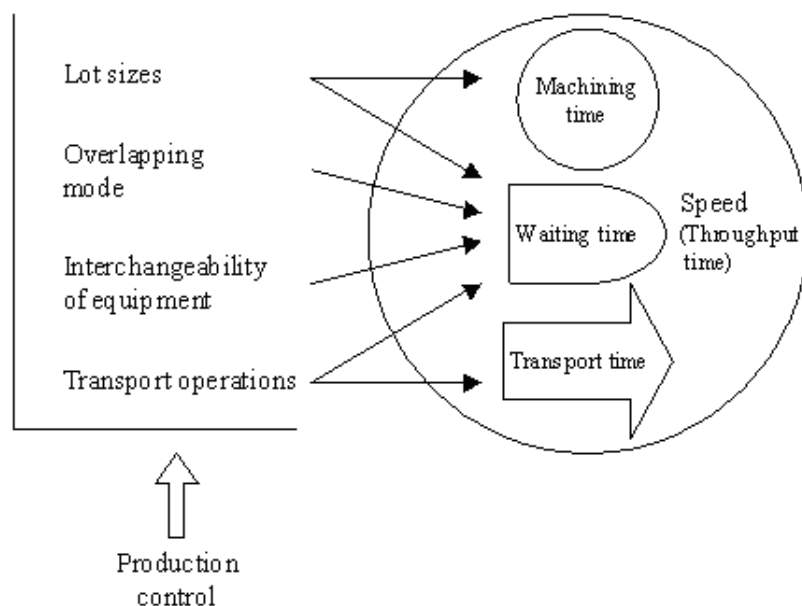 Lot sizes
Overlapping
mode
Interchangeability
of equipment
Transport operations
Production
control
Machining
time
Waiting time
Transport time
Speed
(Throughput
time)